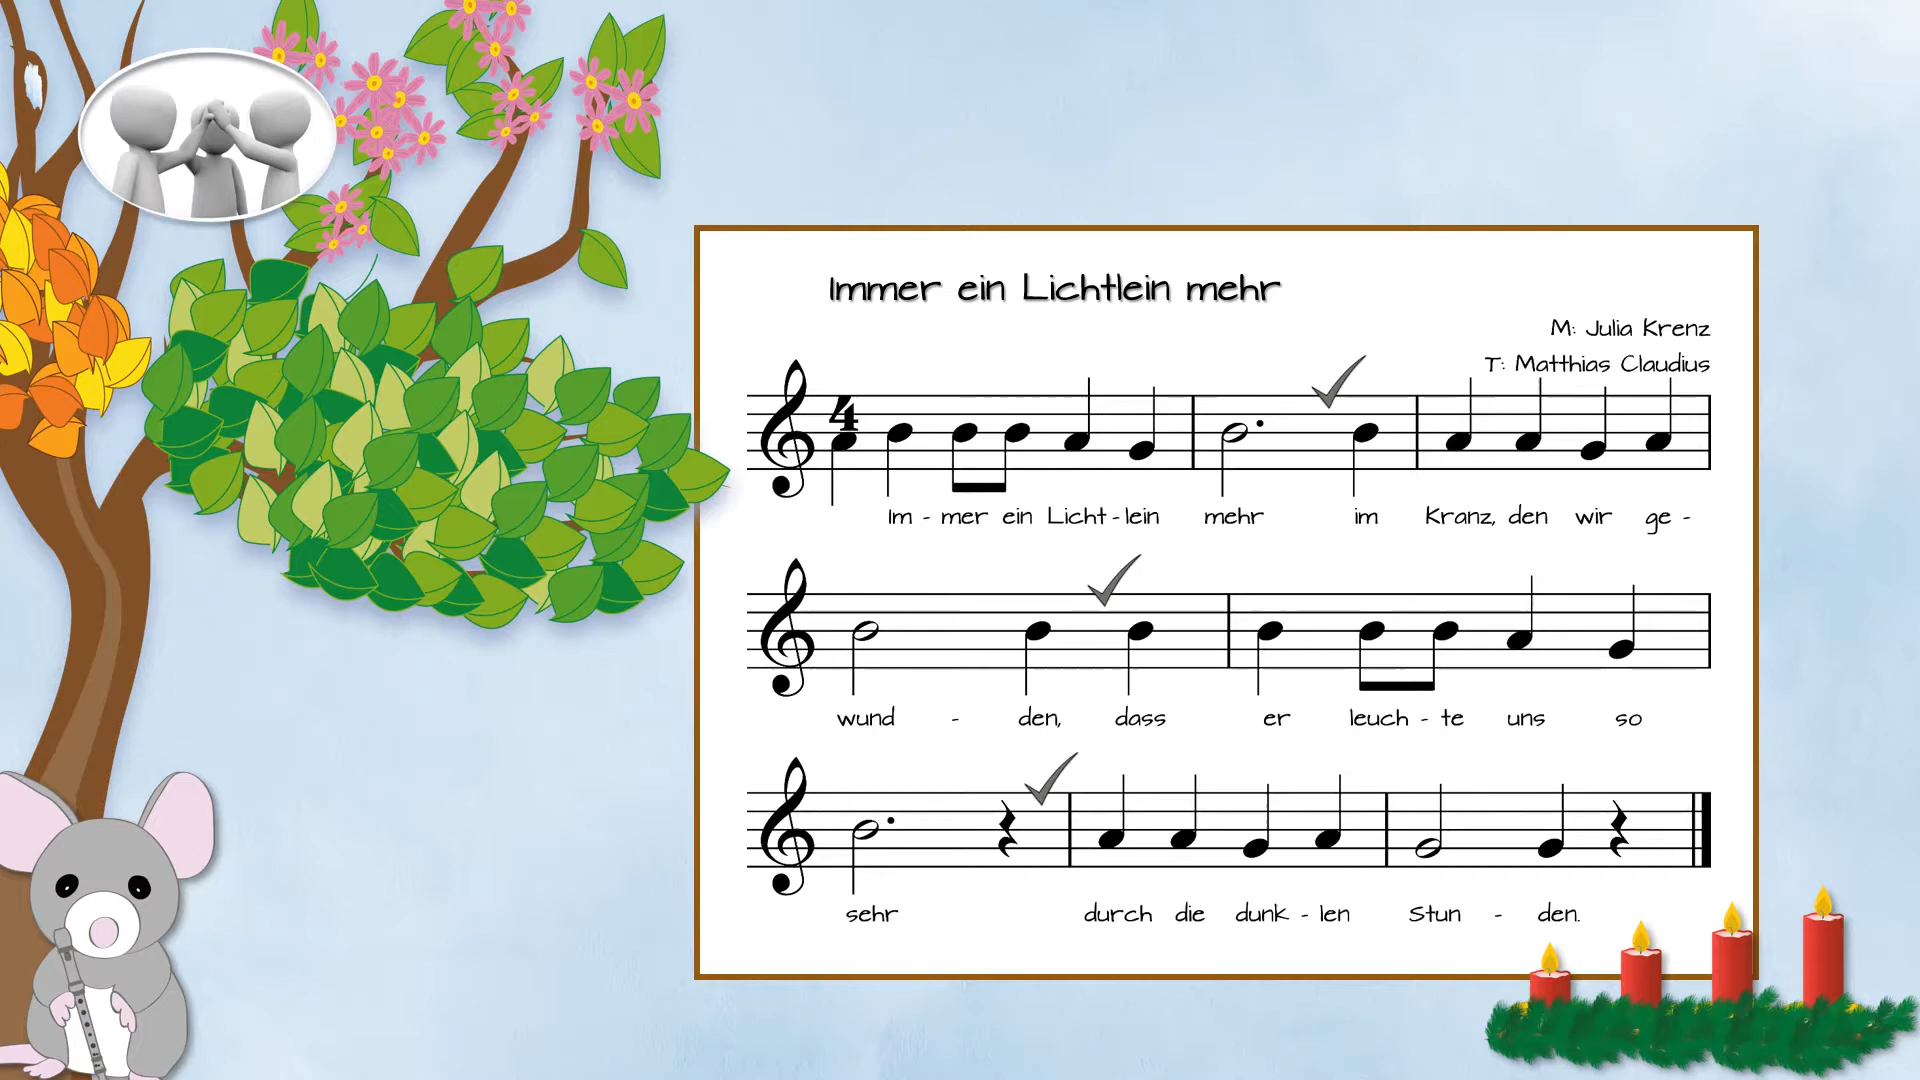 Immer ein Lichtlein mehr
M: Julia Krenz
T: Matthias Claudius
4
Im - mer ein Licht - lein mehr im Kranz, den wir ge -
wund - den, dass er leuch - te uns so
sehr durch die dunk - len Stun - den.